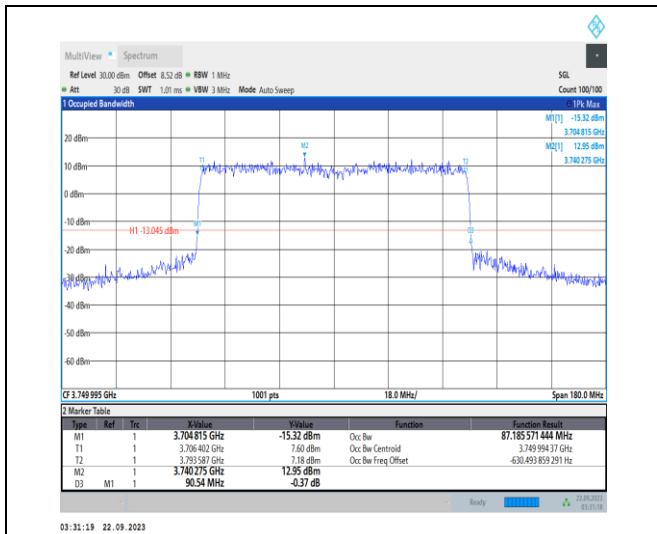 MultiView Spectrum
Ref Level 30.00 dBm Offset 8.52 dB RBW 1 MHz SGL
Att 30 dB SWT 1.01 ms VBW 3 MHz Mode Auto Sweep Count 100/100
1 Occupied Bandwidth 1Pk Max
M1[1] -15.32 dBm
3.704 815 GHz
M2[1] 12.95 dBm
3.740 275 GHz
20 dBm
M2
T1 T2
10 dBm
0 dBm
-10 dBm
M1 D3
H1 -13.045 dBm
-20 dBm
-30 dBm
-40 dBm
-50 dBm
-60 dBm
CF 3.749 995 GHz 1001 pts 18.0 MHz/ Span 180.0 MHz
2 Marker Table
Type Ref Trc X-Value Y-Value Function Function Result
M1 1 3.704 815 GHz -15.32 dBm Occ Bw 87.185 571 444 MHz
T1 1 3.706 402 GHz 7.60 dBm Occ Bw Centroid 3.749 994 37 GHz
T2 1 3.793 587 GHz 7.18 dBm Occ Bw Freq Offset -630.493 859 291 Hz
M2 1 3.740 275 GHz 12.95 dBm
D3 M1 1 90.54 MHz -0.37 dB
Ready 22.09.2023
03:31:18
03:31:19 22.09.2023